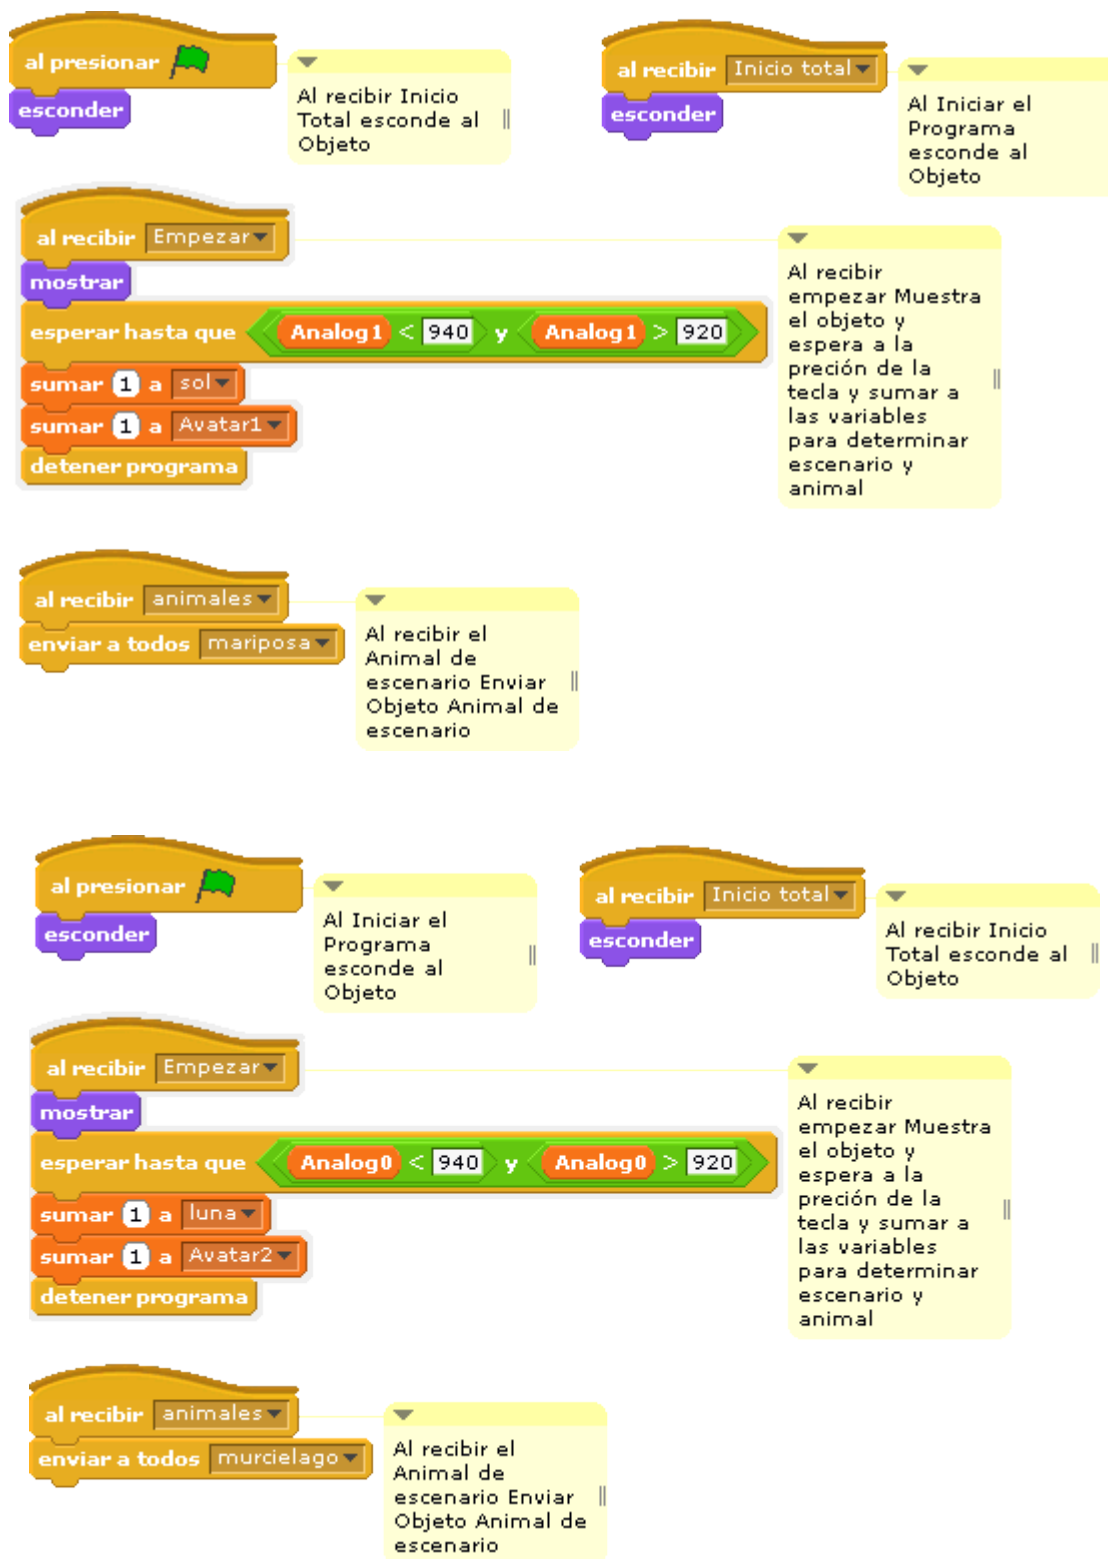 al presionar
esconder
Al recibir Inicio
Total esconde al
Objeto
al recibir Inicio total
esconder
Al Iniciar el
Programa
esconde al
Objeto
al recibir Empezar
mostrar
esperar hasta que Analog1 < 940 y Analog1 > 920
sumar 1 a sol
sumar 1 a Avatar1
detener programa
Al recibir
empezar Muestra
el objeto y
espera a la
preción de la
tecla y sumar a
las variables
para determinar
escenario y
animal
al recibir animales
enviar a todos mariposa
Al recibir el
Animal de
escenario Enviar
Objeto Animal de
escenario
al presionar
esconder
Al Iniciar el
Programa
esconde al
Objeto
al recibir Inicio total
esconder
Al recibir Inicio
Total esconde al
Objeto
al recibir Empezar
mostrar
esperar hasta que Analog0 < 940 y Analog0 > 920
sumar 1 a luna
sumar 1 a Avatar2
detener programa
Al recibir
empezar Muestra
el objeto y
espera a la
preción de la
tecla y sumar a
las variables
para determinar
escenario y
animal
al recibir animales
enviar a todos murcielago
Al recibir el
Animal de
escenario Enviar
Objeto Animal de
escenario